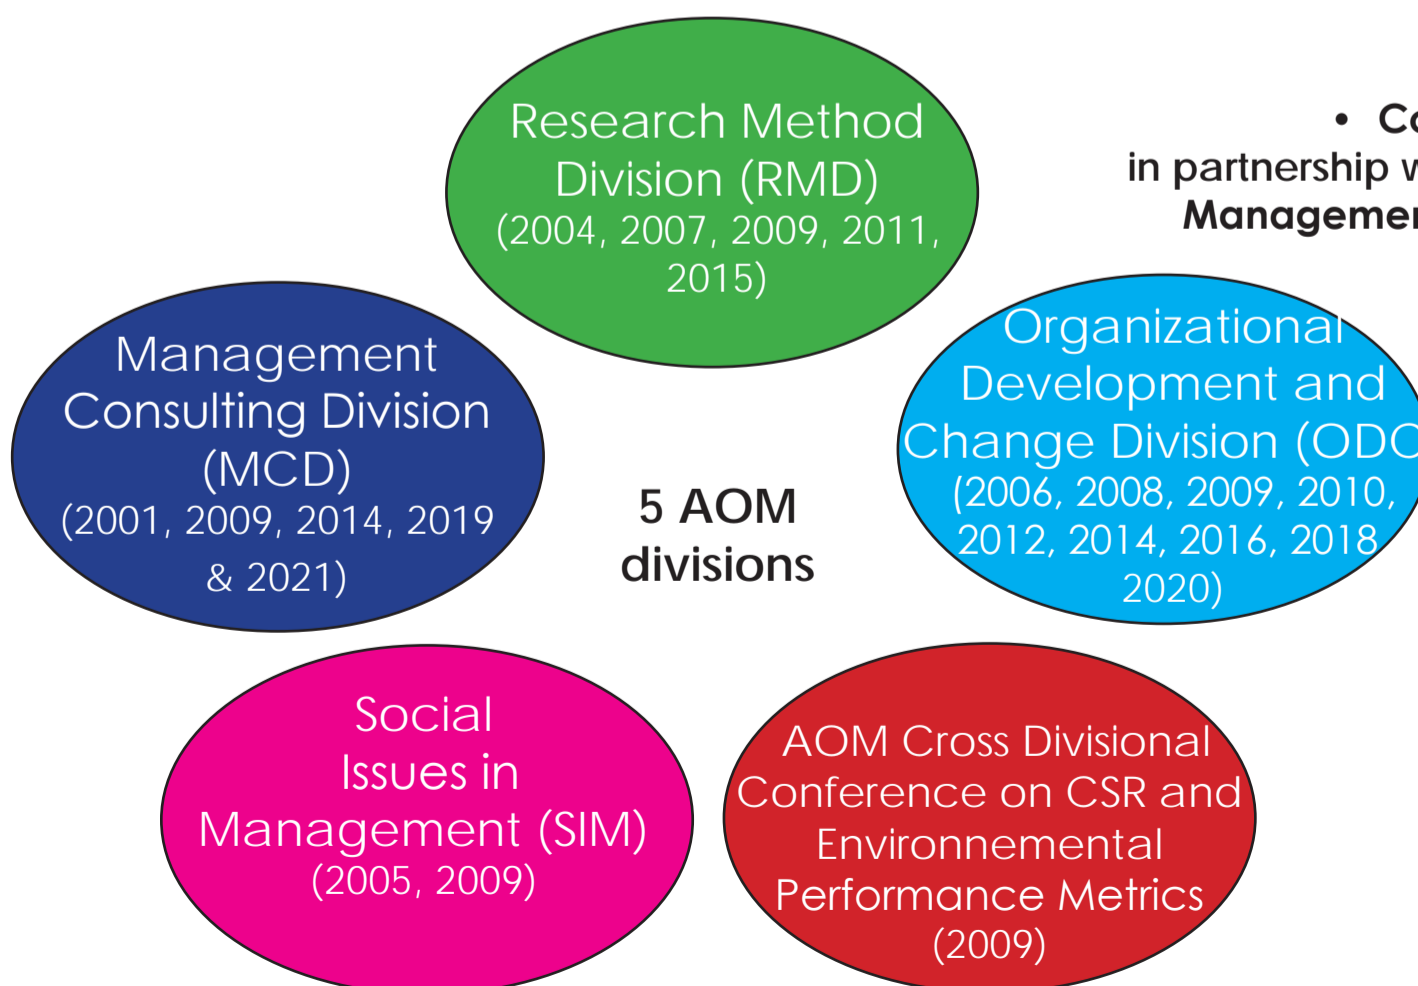 Research Method
Division (RMD)
(2004, 2007, 2009, 2011,
2015)
•
in partnership
Management
Consulting Division
(MCD)
(2001, 2009, 2014, 2019
& 2021)
Organizational
Development and
Change Division (ODC
(2006, 2008, 2009, 2010,
2012, 2014, 2016, 2018
2020)
5 AOM
divisions
Social
Issues in
Management (SIM)
(2005, 2009)
AOM Cross Divisional
Conference on CSR and
Environnemental
Performance Metrics
(2009)